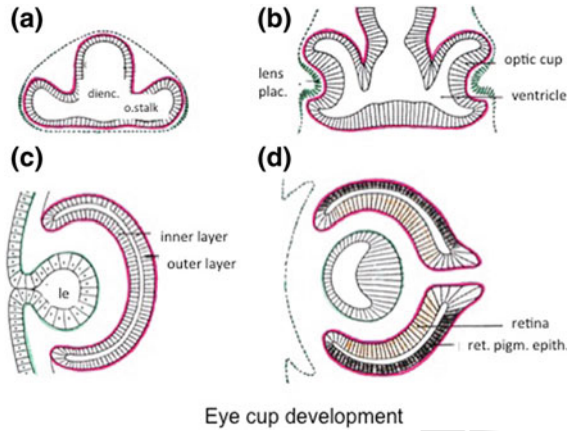 (a)
dienc.
o.stalk
(b)
lens
plac.
optic cup
ventricle
(c)
inner layer
outer layer
le
(d)
retina
ret. pigm. epith.
Eye cup development